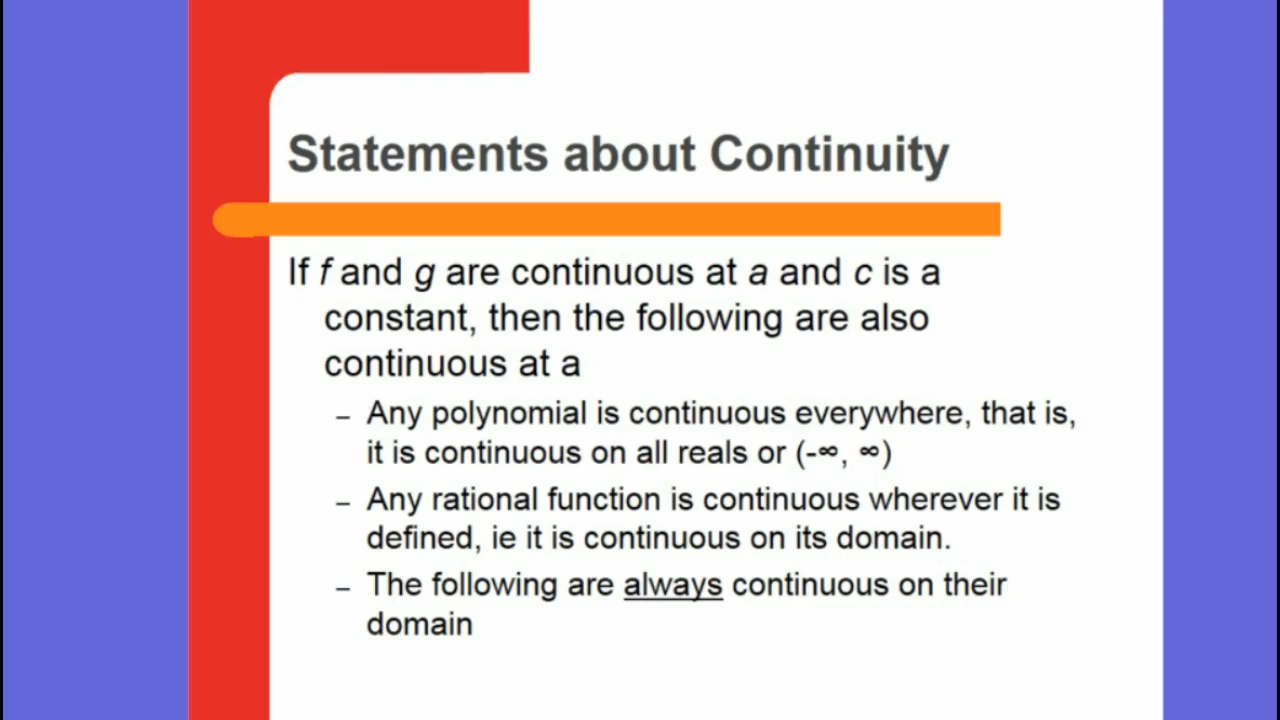 Statements about Continuity
If f and g are continuous at a and c is a
constant, then the following are also
continuous at a
– Any polynomial is continuous everywhere, that is,
it is continuous on all reals or (-∞, ∞)
– Any rational function is continuous wherever it is
defined, ie it is continuous on its domain.
– The following are always continuous on their
domain